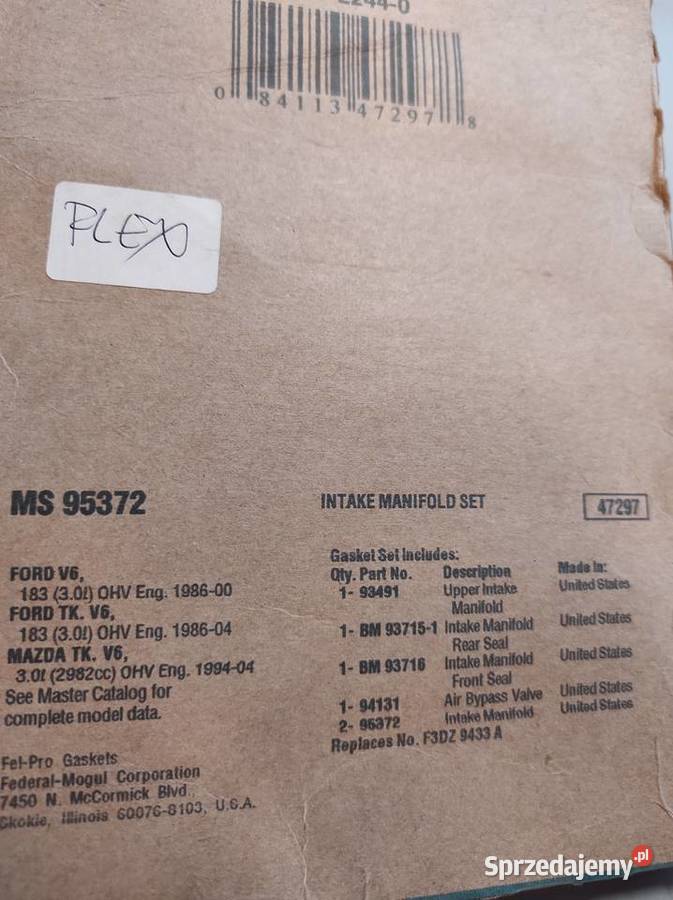 2244-0
0 84113 47297 8
PLEX
MS 95372
INTAKE MANIFOLD SET
47297
FORD V6,
183 (3.0ℓ) OHV Eng. 1986-00
FORD TK. V6,
183 (3.0ℓ) OHV Eng. 1986-04
MAZDA TK. V6,
3.0ℓ (2982cc) OHV Eng. 1994-04
See Master Catalog for
complete model data.
Fel-Pro Gaskets
Federal-Mogul Corporation
7450 N. McCormick Blvd
Skokie, Illinois 60076-8103, U.S.A.
Gasket Set Includes:
Qty. Part No. Description Made In:
1- 93491 Upper Intake United States
Manifold
1- BM 93715-1 Intake Manifold United States
Rear Seal
1- BM 93716 Intake Manifold United States
Front Seal
1- 94131 Air Bypass Valve United States
2- 95372 Intake Manifold United States
Replaces No. F3DZ 9433 A
Sprzedajemy.pl